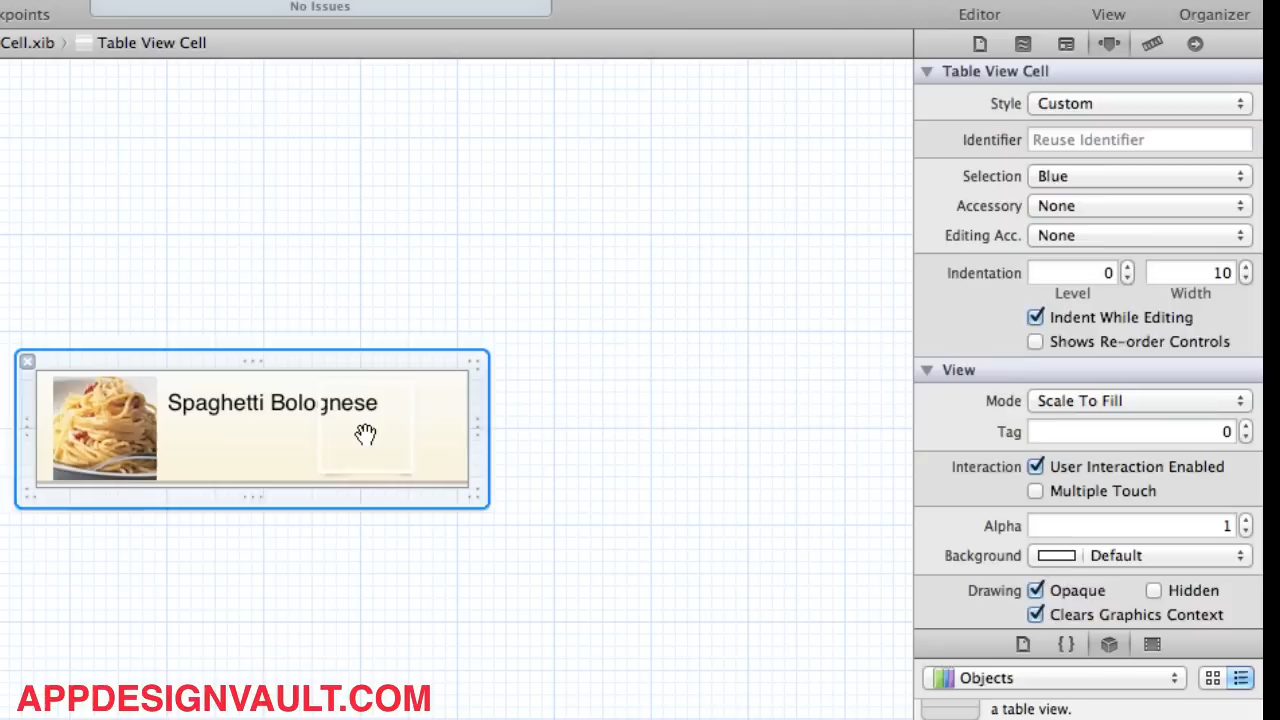 No Issues
kpoints
Editor
View
Organizer
Cell.xib
Table View Cell
Table View Cell
Style
Custom
Identifier
Reuse Identifier
Selection
Blue
Accessory
None
Editing Acc.
None
Indentation
0
10
Level
Width
Indent While Editing
Shows Re-order Controls
View
Mode
Scale To Fill
Tag
0
Interaction
User Interaction Enabled
Multiple Touch
Alpha
1
Background
Default
Drawing
Opaque
Hidden
Clears Graphics Context
{ }
Objects
a table view.
Spaghetti Bolognese
APPDESIGNVAULT.COM